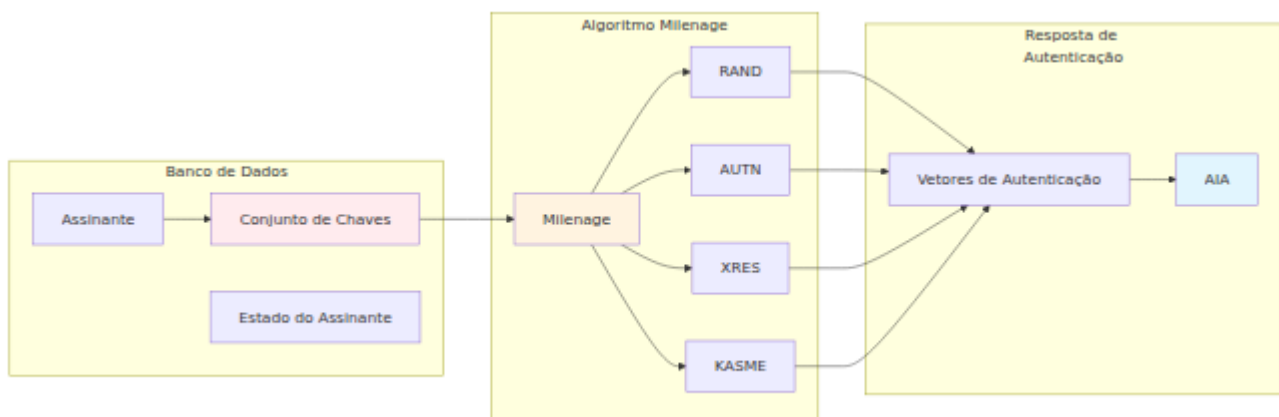 Banco de Dados
Assinante
Conjunto de Chaves
Estado do Assinante
Algoritmo Milenage
Milenage
RAND
AUTN
XRES
KASME
Resposta de
Autenticação
Vetores de Autenticação
AIA